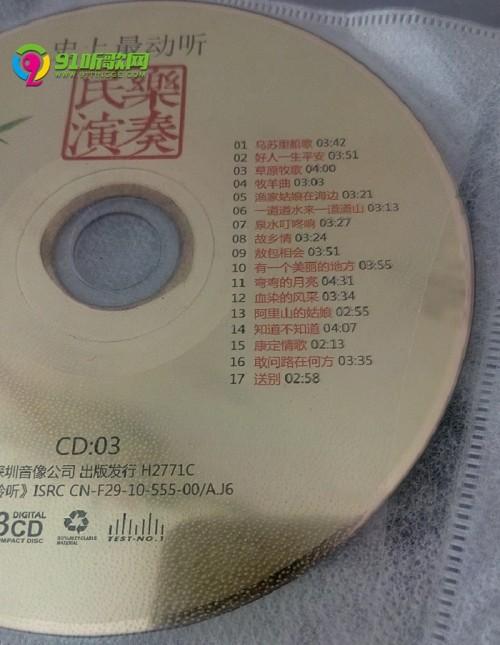 史上最动听
91听歌网
WWW.91TINGGE.COM
民樂
演奏
01 乌苏里船歌 03:42
02 好人一生平安 03:51
03 草原牧歌 04:00
04 牧羊曲 03:03
05 渔家姑娘在海边 03:21
06 一道道水来一道道山 03:13
07 泉水叮咚响 03:27
08 故乡情 03:24
09 敖包相会 03:51
10 有一个美丽的地方 03:55
11 弯弯的月亮 04:31
12 血染的风采 03:34
13 阿里山的姑娘 02:55
14 知道不知道 04:07
15 康定情歌 02:13
16 敢问路在何方 03:35
17 送别 02:58
CD:03
深圳音像公司 出版发行 H2771C
听》ISRC CN-F29-10-555-00/A.J6
3CD DIGITAL
COMPACT DISC
100%RECYCLABLE
MATERIAL
TEST-NO.1